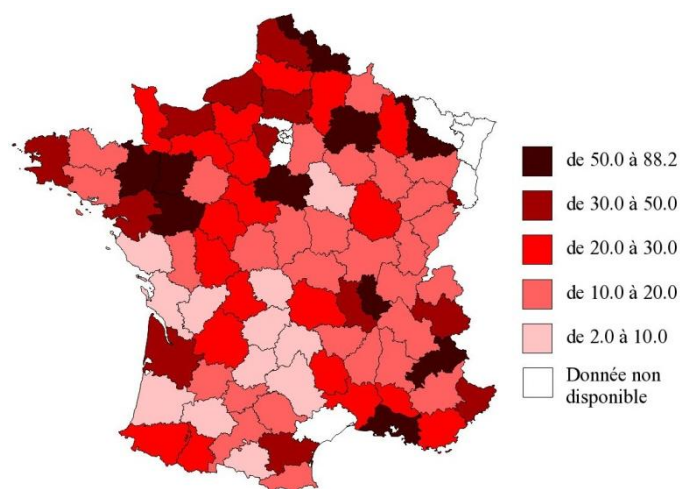 de 50.0 à 88.2
de 30.0 à 50.0
de 20.0 à 30.0
de 10.0 à 20.0
de 2.0 à 10.0
Donnée non
disponible